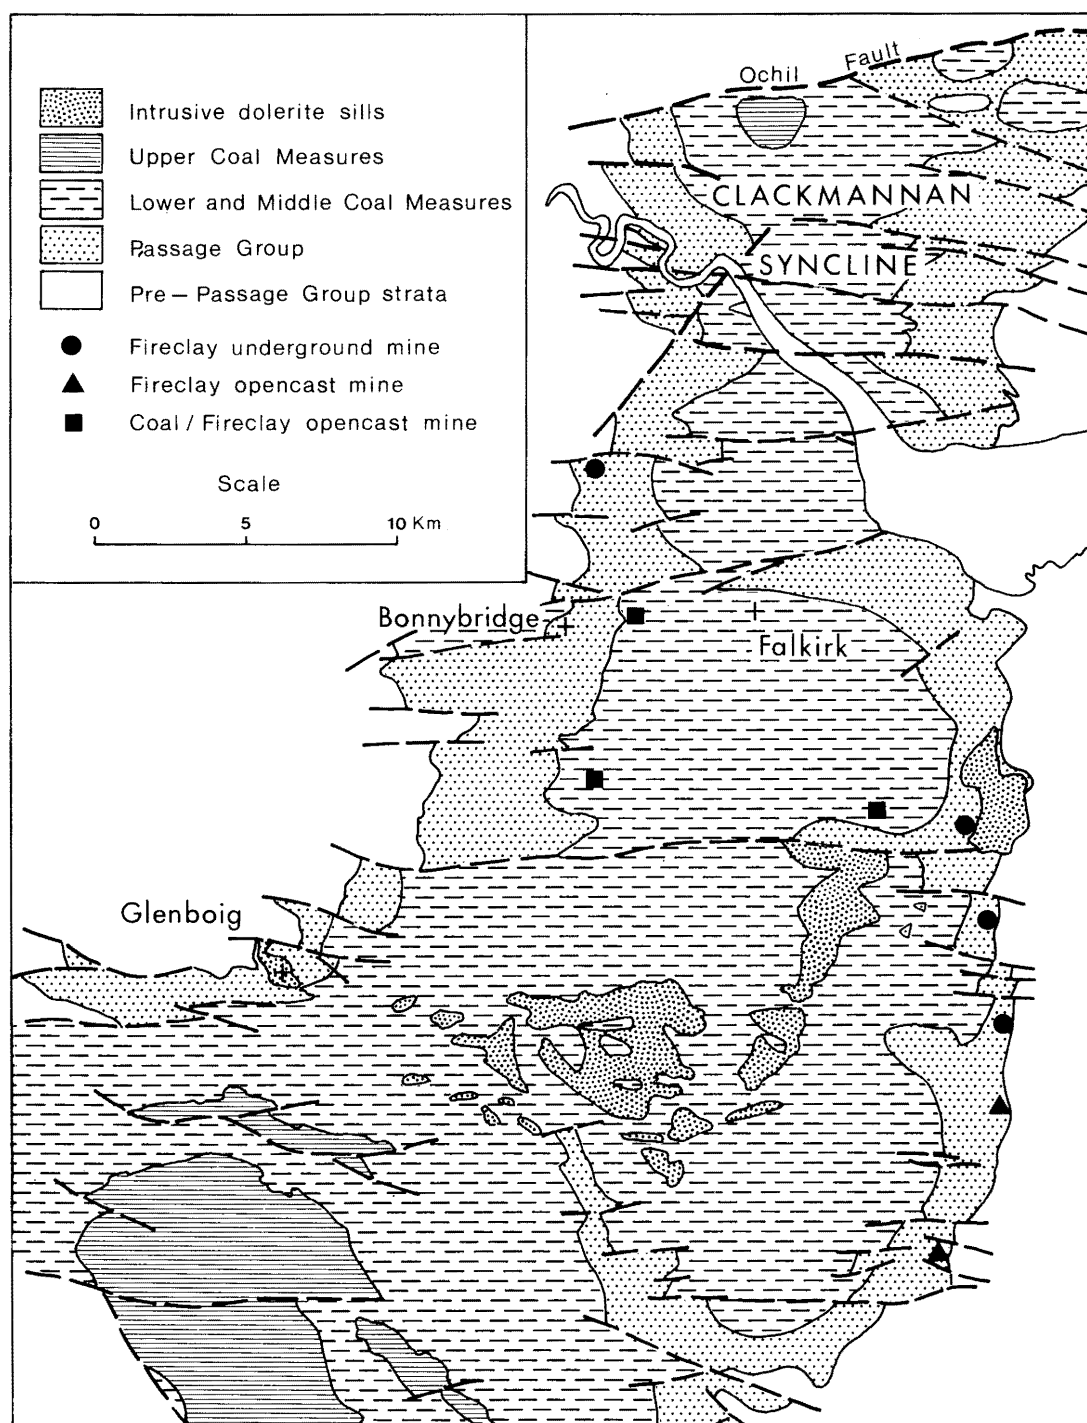 Intrusive dolerite sills
Upper Coal Measures
Lower and Middle Coal Measures
Passage Group
Pre – Passage Group strata
Fireclay underground mine
Fireclay opencast mine
Coal / Fireclay opencast mine
Scale
0 5 10 Km
Ochil Fault
CLACKMANNAN
SYNCLINE
Bonnybridge
Falkirk
Glenboig